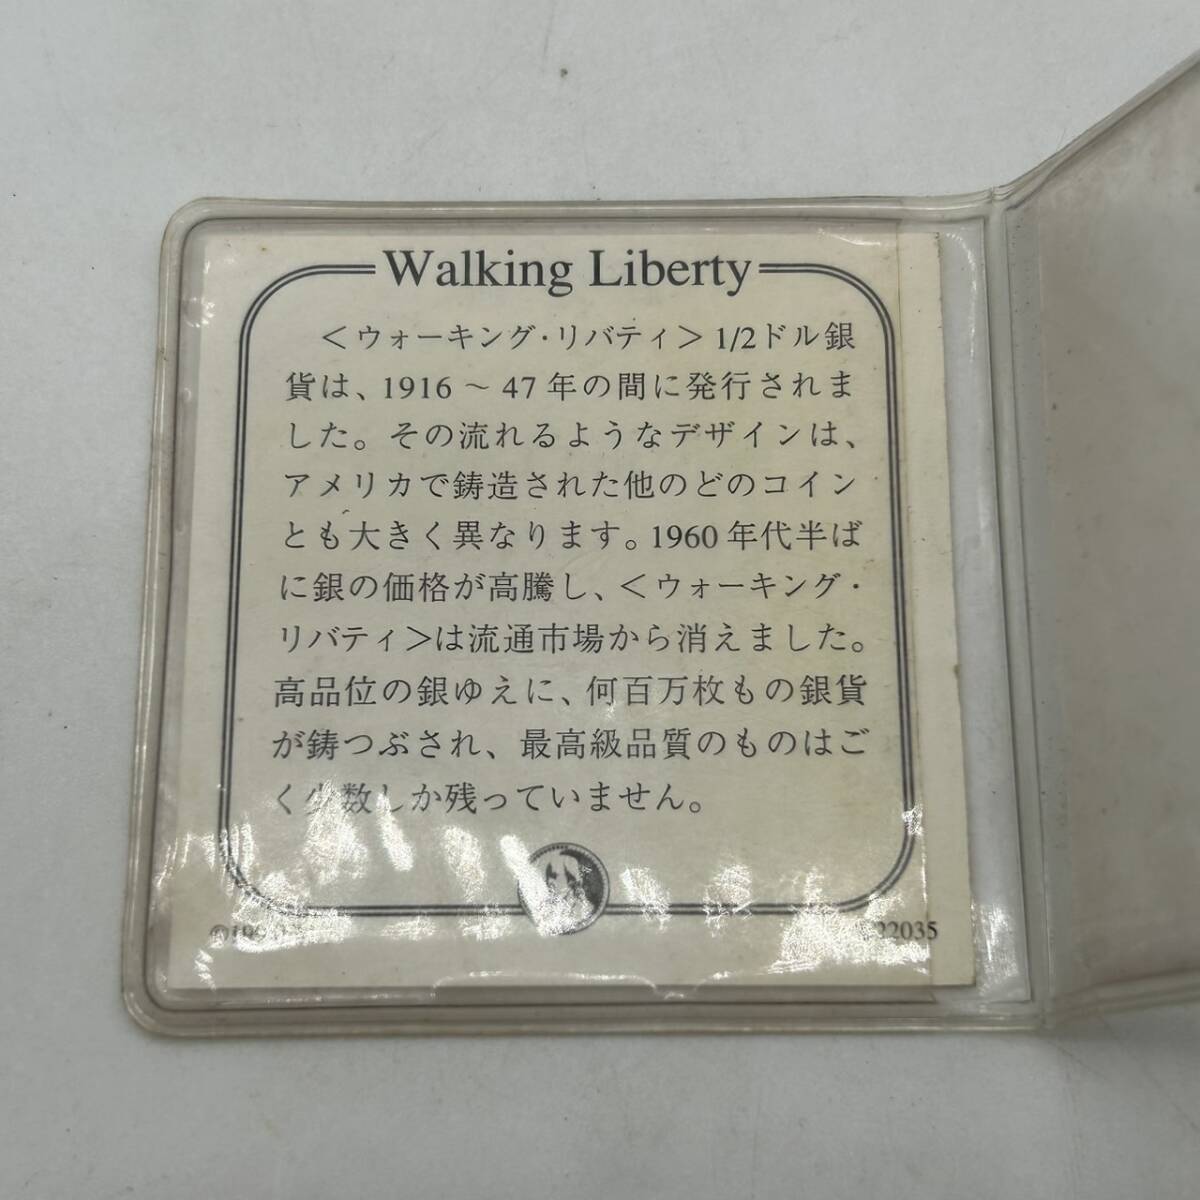 Walking Liberty
＜ウォーキング・リバティ＞1/2ドル銀
貨は、1916～47年の間に発行されま
した。その流れるようなデザインは、
アメリカで鋳造された他のどのコイン
とも大きく異なります。1960年代半ば
に銀の価格が高騰し、＜ウォーキング・
リバティ＞は流通市場から消えました。
高品位の銀ゆえに、何百万枚もの銀貨
が鋳つぶされ、最高級品質のものはご
く少数しか残っていません。
22035